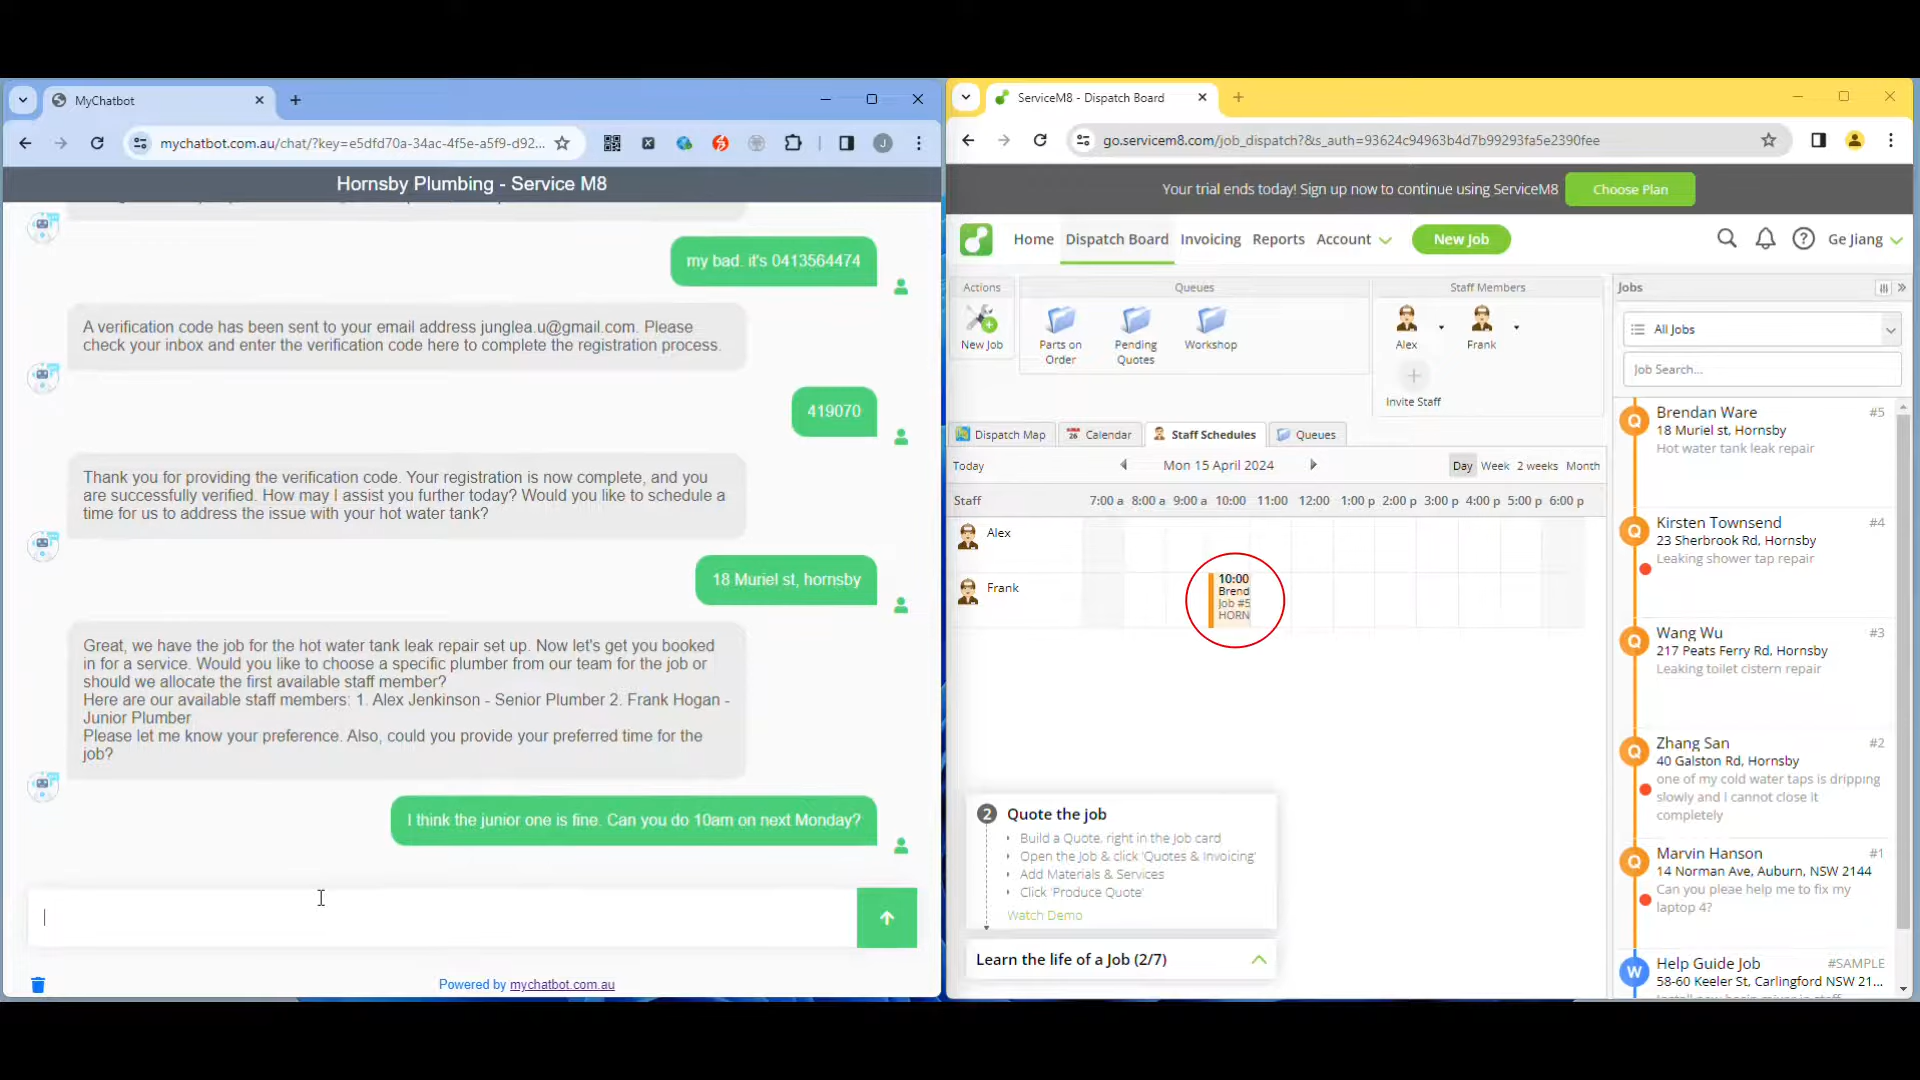 MyChatbot
mychatbot.com.au/chat/?key=e5dfd70a-34ac-4f5e-a5f9-d92...
J
Hornsby Plumbing - Service M8
my bad. it's 0413564474
A verification code has been sent to your email address junglea.u@gmail.com. Please
check your inbox and enter the verification code here to complete the registration process.
419070
Thank you for providing the verification code. Your registration is now complete, and you
are successfully verified. How may I assist you further today? Would you like to schedule a
time for us to address the issue with your hot water tank?
18 Muriel st, hornsby
Great, we have the job for the hot water tank leak repair set up. Now let's get you booked
in for a service. Would you like to choose a specific plumber from our team for the job or
should we allocate the first available staff member?
Here are our available staff members: 1. Alex Jenkinson - Senior Plumber 2. Frank Hogan -
Junior Plumber
Please let me know your preference. Also, could you provide your preferred time for the
job?
I think the junior one is fine. Can you do 10am on next Monday?
Powered by mychatbot.com.au
ServiceM8 - Dispatch Board
go.servicem8.com/job_dispatch?&s_auth=93624c94963b4d7b99293fa5e2390fee
Your trial ends today! Sign up now to continue using ServiceM8
Choose Plan
Home
Dispatch Board
Invoicing
Reports
Account
New Job
Ge Jiang
Actions
New Job
Queues
Parts on
Order
Pending
Quotes
Workshop
Staff Members
Alex
Frank
Invite Staff
Dispatch Map
Calendar
Staff Schedules
Queues
Today
Mon 15 April 2024
Day
Week
2 weeks
Month
Staff
7:00 a 8:00 a 9:00 a 10:00 11:00 12:00 1:00 p 2:00 p 3:00 p 4:00 p 5:00 p 6:00 p
Alex
Frank
10:00
Brend
Job #5
HORN
2 Quote the job
Build a Quote, right in the Job card
Open the Job & click 'Quotes & Invoicing'
Add Materials & Services
Click 'Produce Quote'
Watch Demo
Learn the life of a Job (2/7)
Jobs
All Jobs
Job Search...
Q Brendan Ware #5
18 Muriel st, Hornsby
Hot water tank leak repair
Q Kirsten Townsend #4
23 Sherbrook Rd, Hornsby
Leaking shower tap repair
Q Wang Wu #3
217 Peats Ferry Rd, Hornsby
Leaking toilet cistern repair
Q Zhang San #2
40 Galston Rd, Hornsby
one of my cold water taps is dripping
slowly and I cannot close it
completely
Q Marvin Hanson #1
14 Norman Ave, Auburn, NSW 2144
Can you pleae help me to fix my
laptop 4?
W Help Guide Job #SAMPLE
58-60 Keeler St, Carlingford NSW 21...